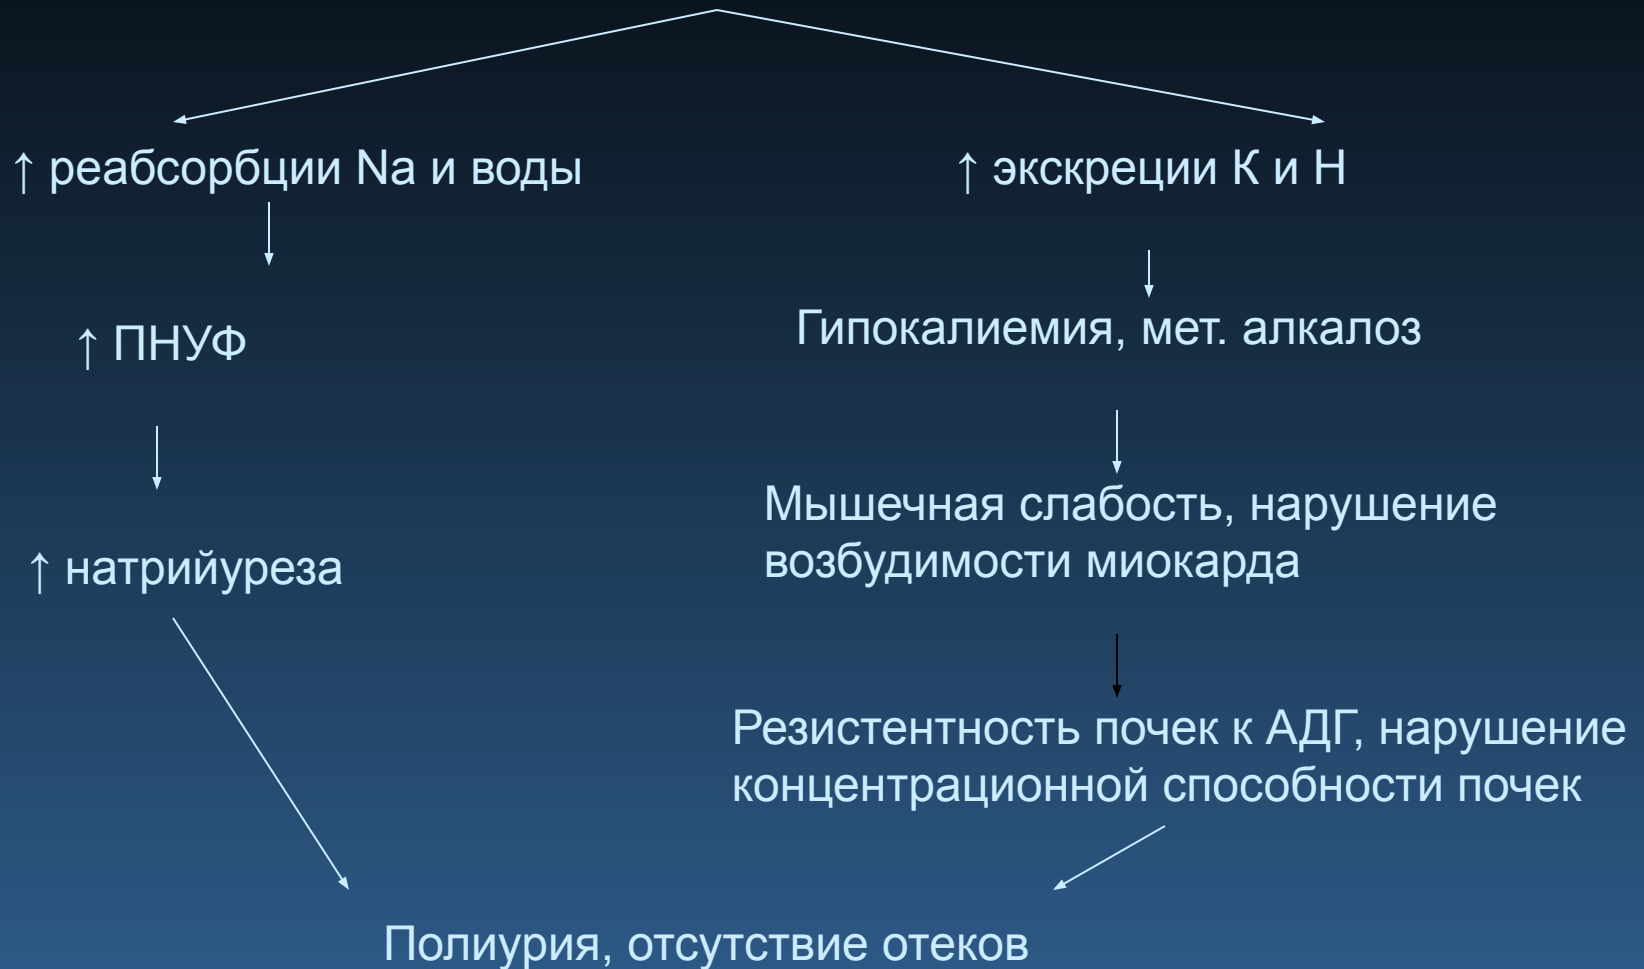 ↑ реабсорбции Na и воды
↑ экскреции К и Н
↑ ПНУФ
Гипокалиемия, мет. алкалоз
Мышечная слабость, нарушение
возбудимости миокарда
↑ натрийуреза
Резистентность почек к АДГ, нарушение
концентрационной способности почек
Полиурия, отсутствие отеков